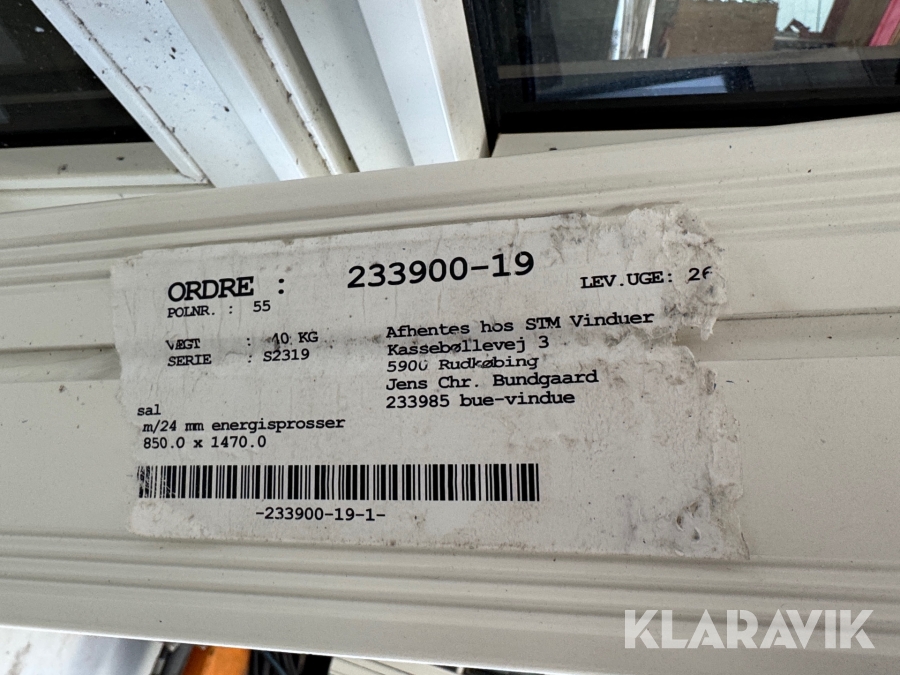 ORDRE : 233900-19 LEV.UGE: 26
POLNR. : 55
VÆGT : 40 KG
SERIE : S2319
Afhentes hos STM Vinduer
Kassebøllevej 3
5900 Rudkøbing
Jens Chr. Bundgaard
233985 bue-vindue
sal
m/24 mm energisprosser
850.0 x 1470.0
-233900-19-1-
KLARAVIK